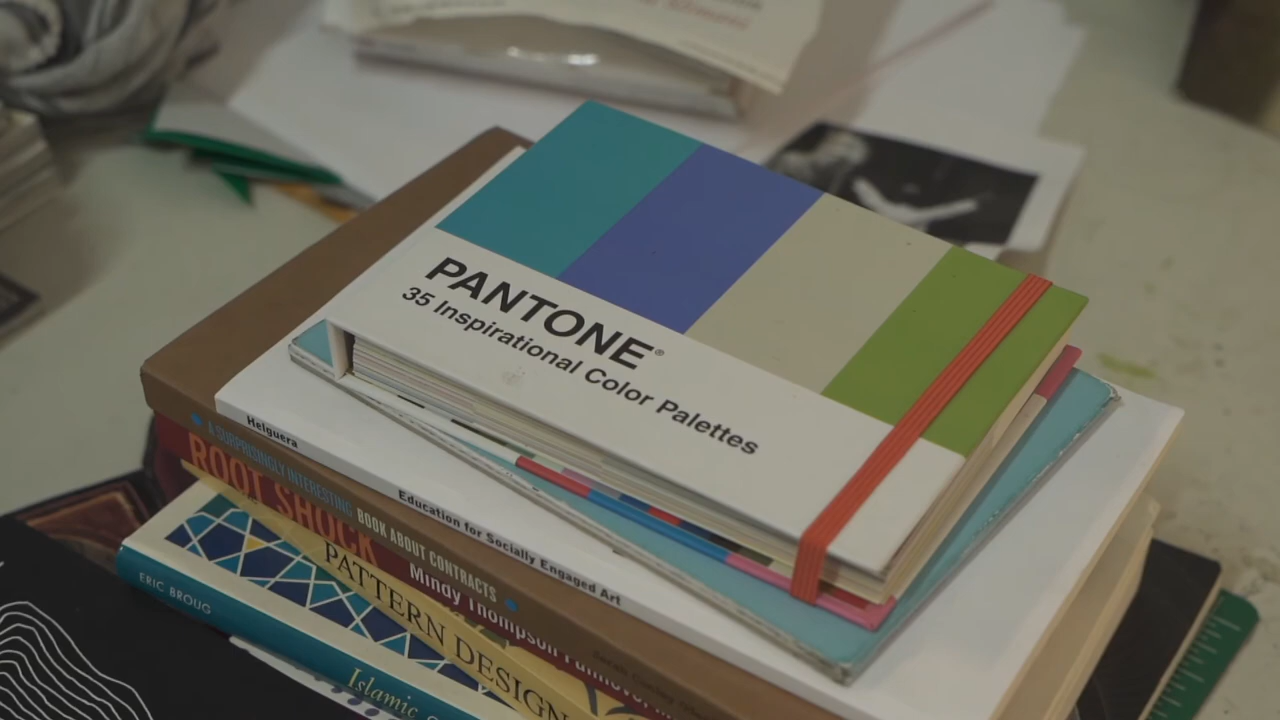 PANTONE®
35 Inspirational Color Palettes
Helguera
Education for Socially Engaged Art
A SURPRISINGLY INTERESTING BOOK ABOUT CONTRACTS
ROOT SHOCK
Mindy Thompson
PATTERN DESIGN
ERIC BROUG
Islamic